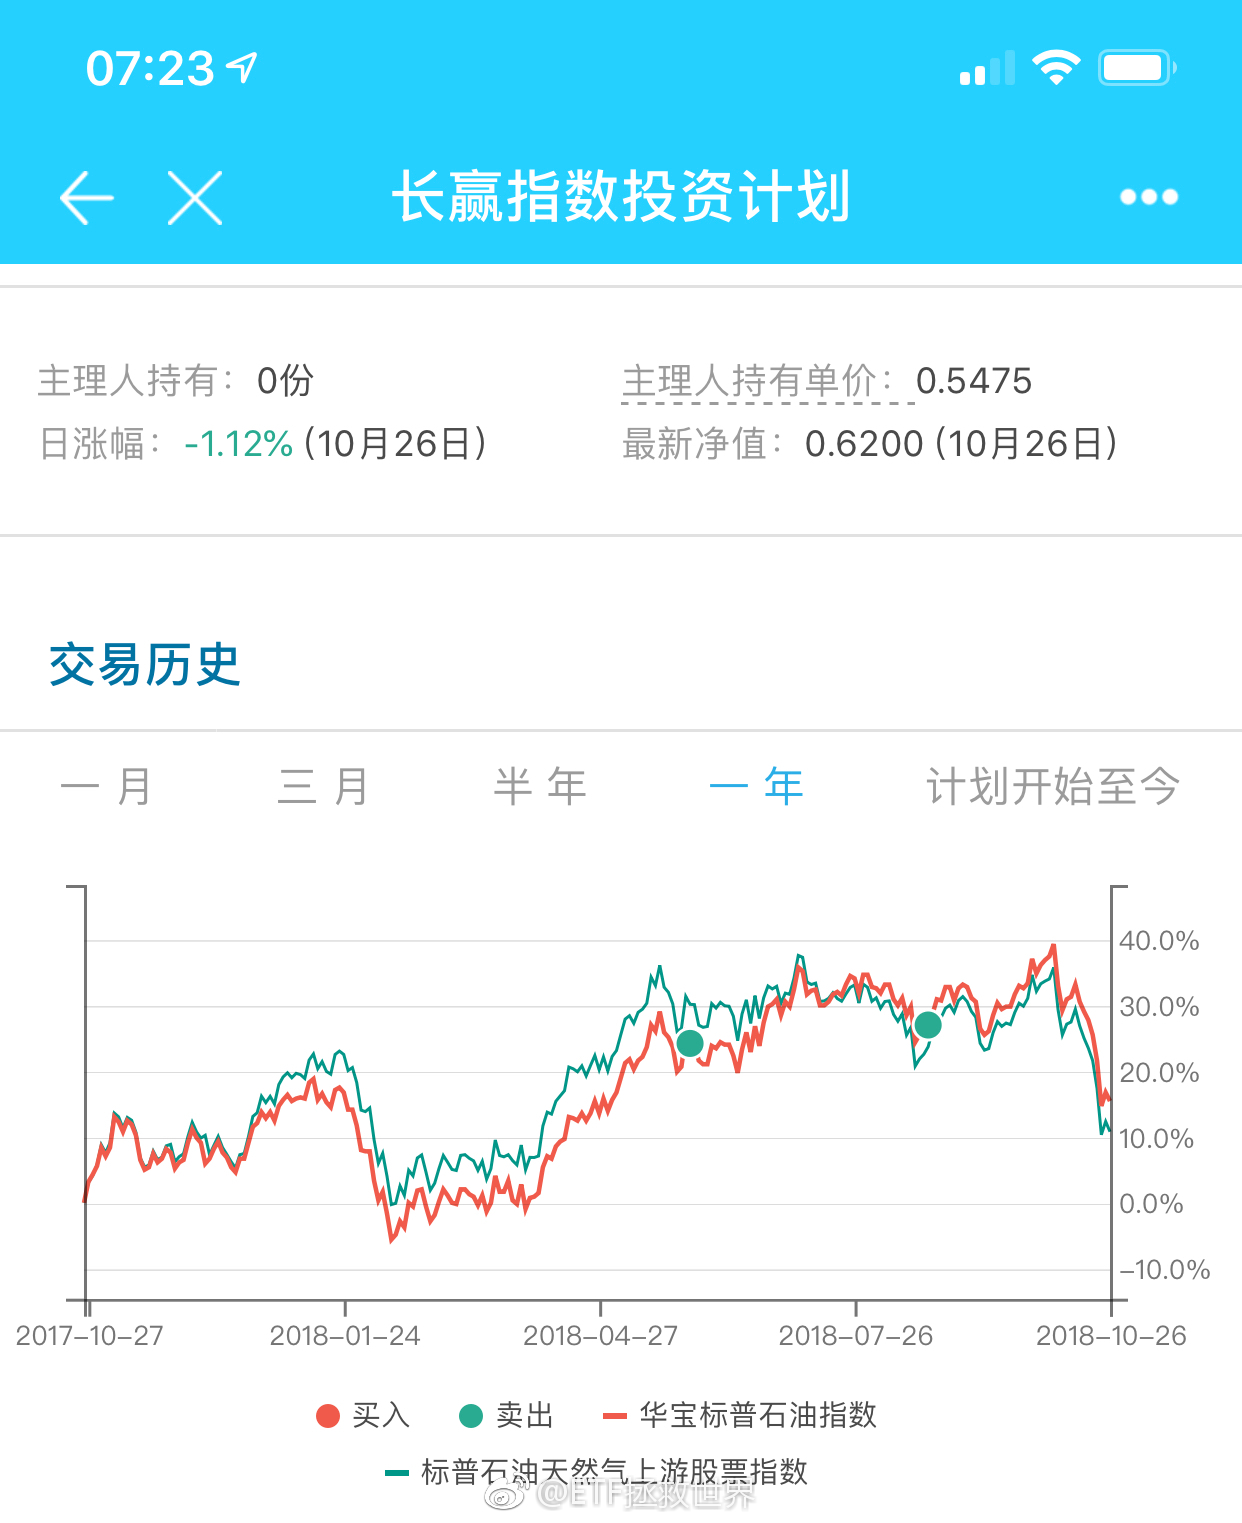 07:23
长赢指数投资计划
主理人持有：0份
主理人持有单价：0.5475
日涨幅：-1.12% (10月26日)
最新净值：0.6200 (10月26日)
交易历史
一月 三月 半年 一年 计划开始至今
40.0%
30.0%
20.0%
10.0%
0.0%
-10.0%
2017-10-27 2018-01-24 2018-04-27 2018-07-26 2018-10-26
买入 卖出 华宝标普石油指数
标普石油天然气上游股票指数
@ETF拯救世界